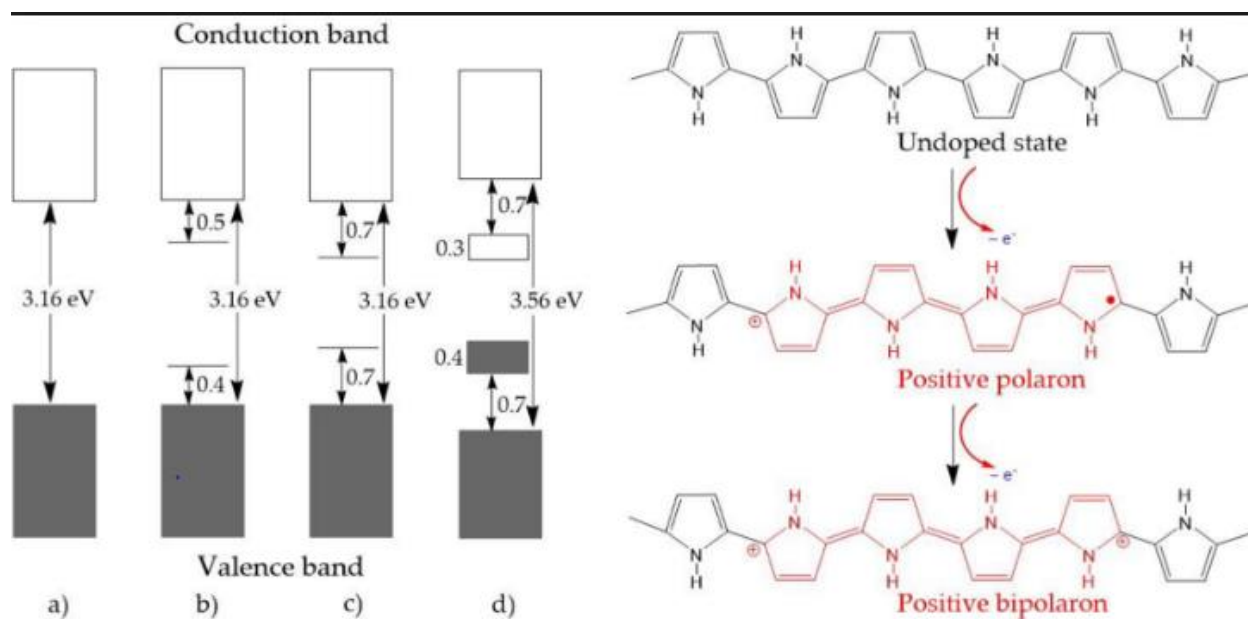 Conduction band
0.5
0.7
0.7
0.3
3.16 eV
3.16 eV
3.16 eV
3.56 eV
0.4
0.7
0.4
0.7
Valence band
a)
b)
c)
d)
H
N
N
H
H
N
N
H
H
N
N
H
Undoped state
– e-
H
N
N
H
⊕
H
N
N
H
H
N
N
H
•
Positive polaron
– e-
H
N
N
H
⊕
H
N
N
H
H
N
N
H
⊕
Positive bipolaron